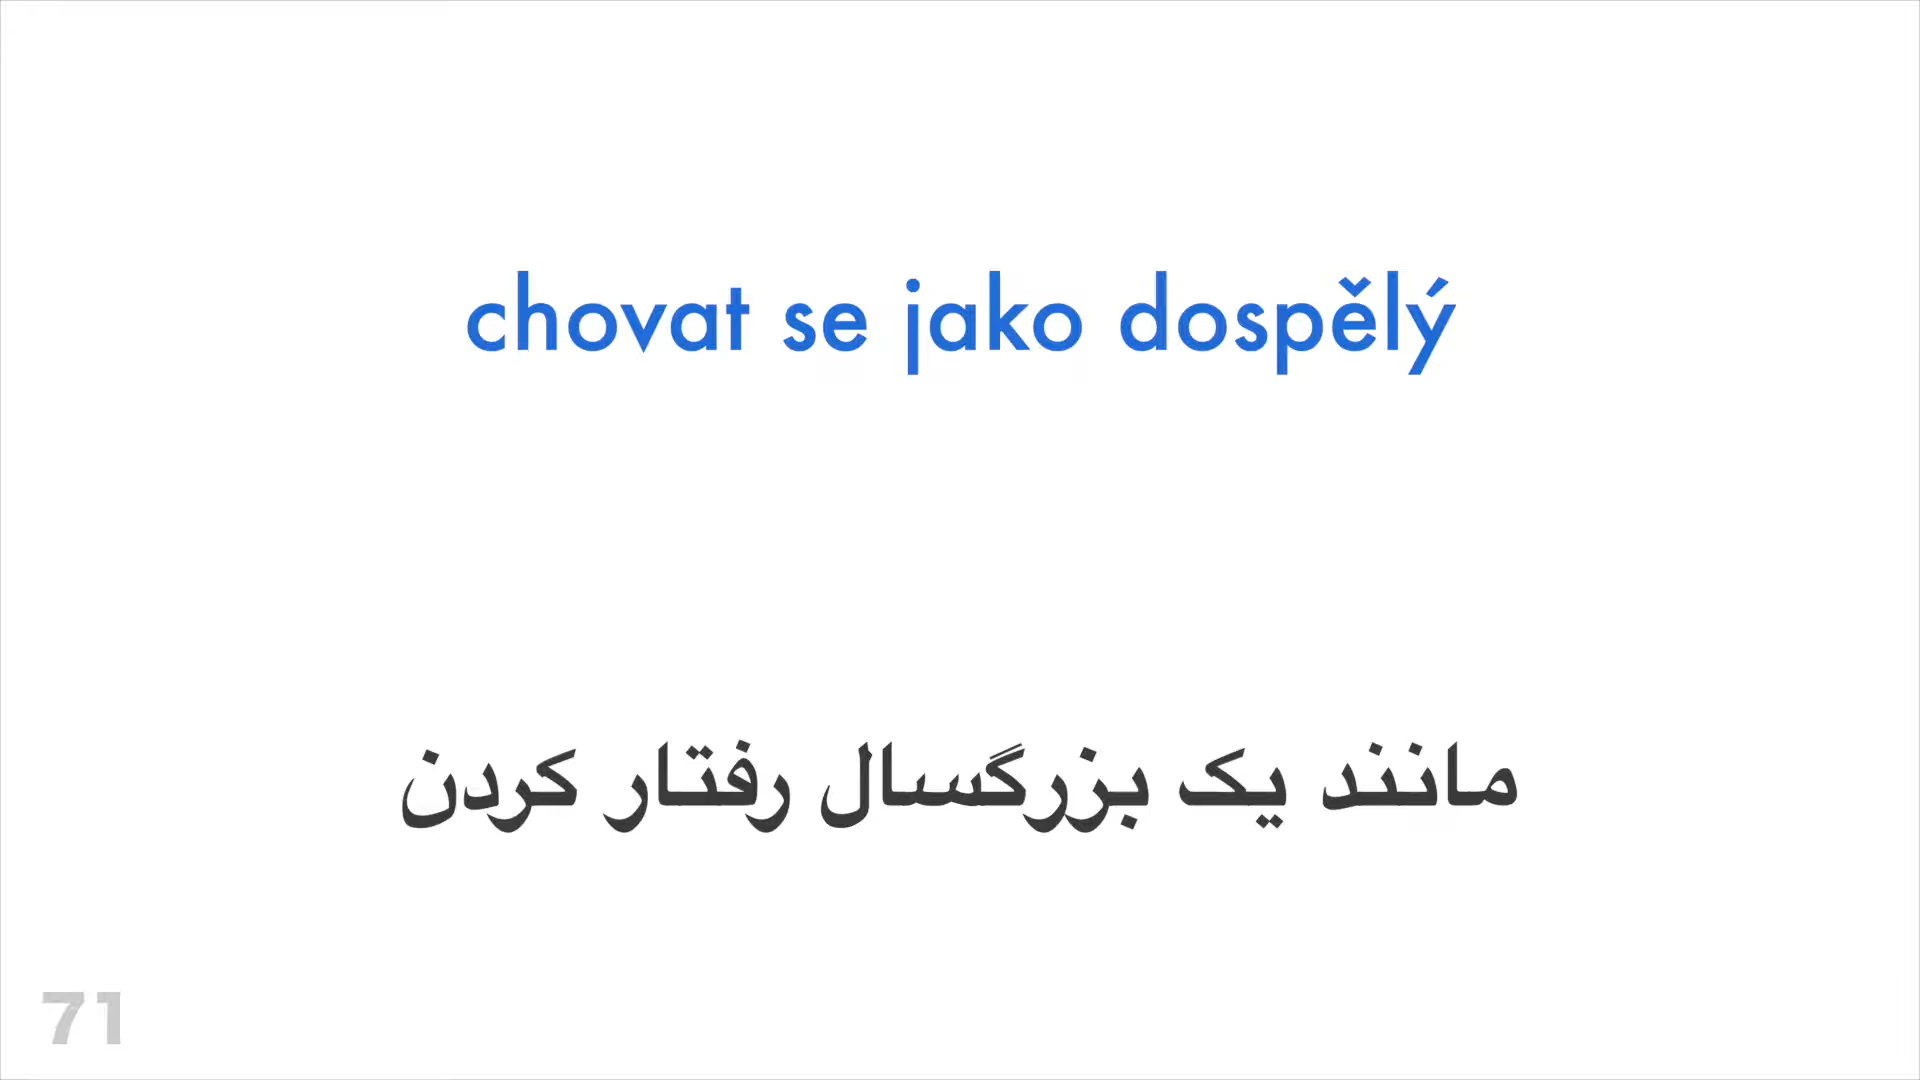 chovat se jako dospělý
مانند یک بزرگسال رفتار کردن
71